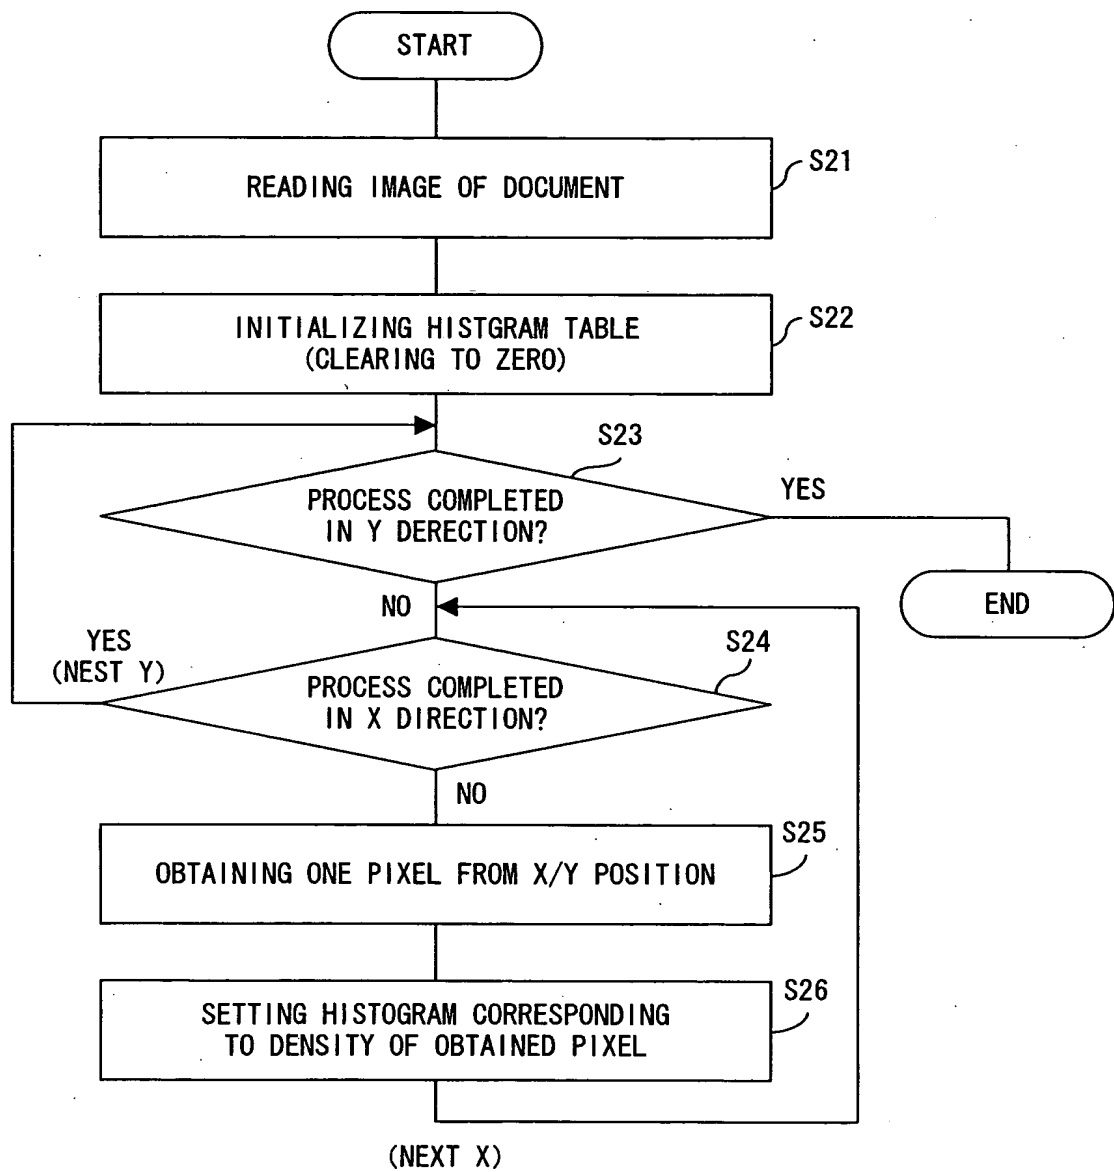 START
READING IMAGE OF DOCUMENT
S21
INITIALIZING HISTGRAM TABLE
(CLEARING TO ZERO)
S22
S23
PROCESS COMPLETED
IN Y DERECTION?
YES
NO
END
YES
(NEST Y)
S24
PROCESS COMPLETED
IN X DIRECTION?
NO
S25
OBTAINING ONE PIXEL FROM X/Y POSITION
S26
SETTING HISTOGRAM CORRESPONDING
TO DENSITY OF OBTAINED PIXEL
(NEXT X)